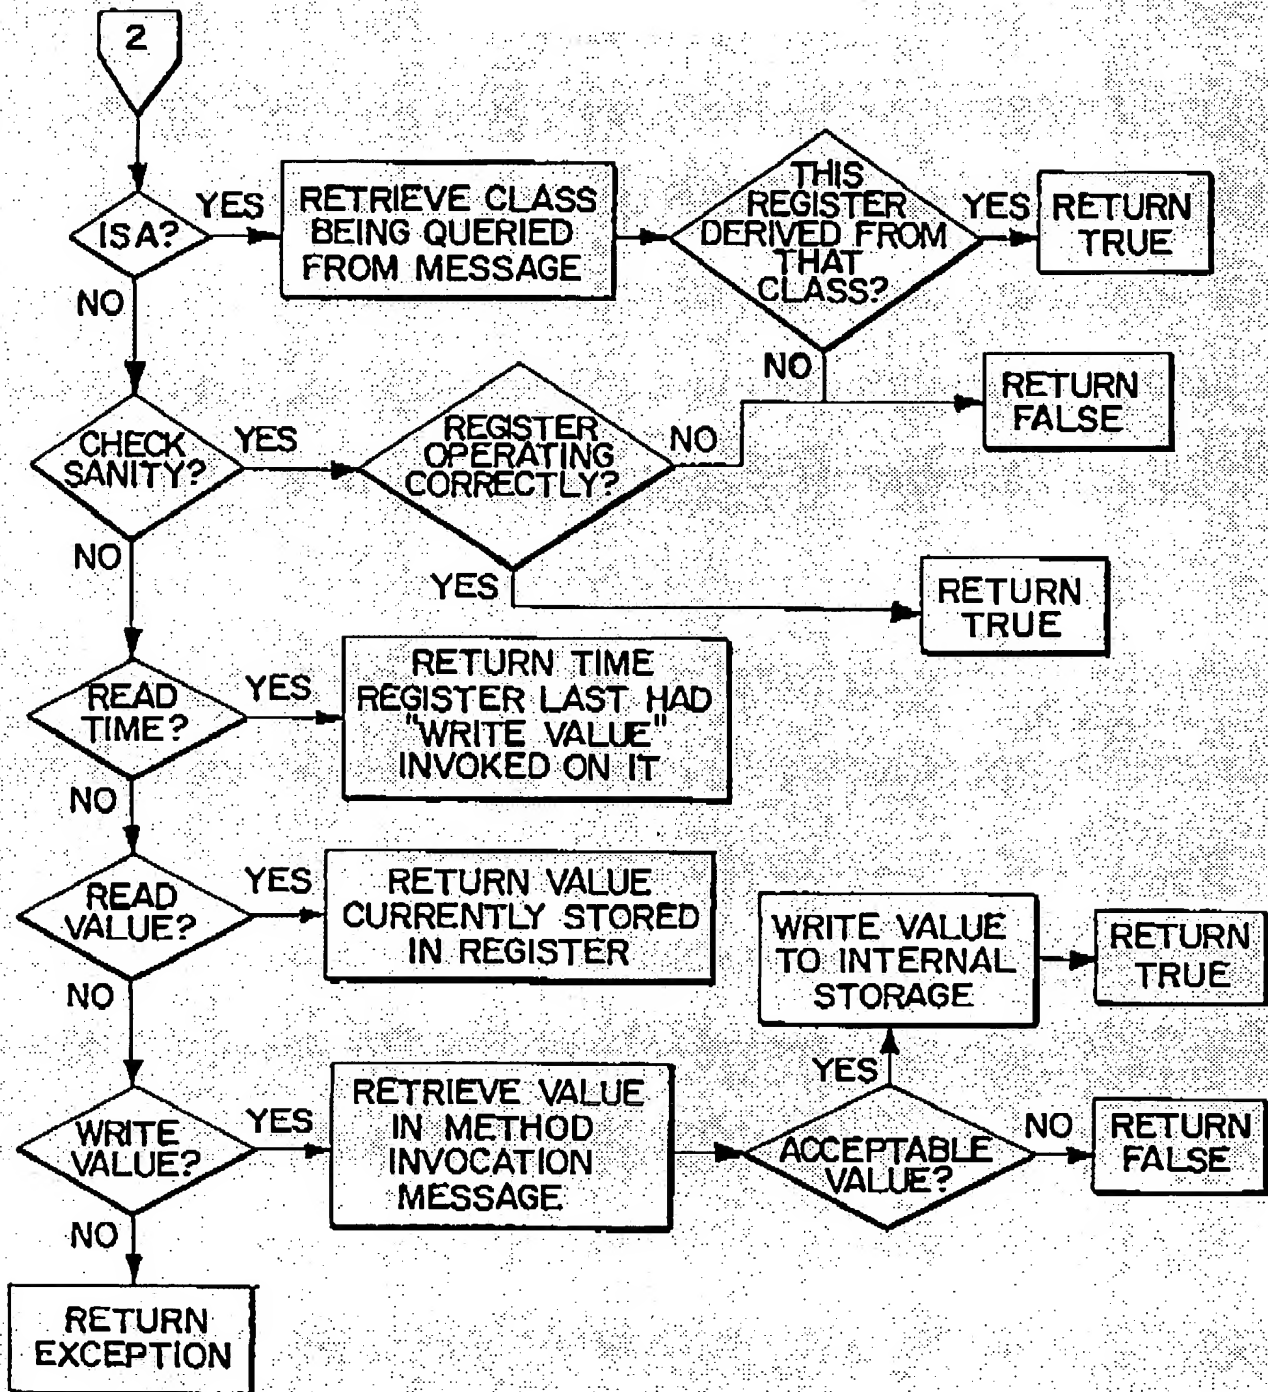 2
ISA?
YES
RETRIEVE CLASS
BEING QUERIED
FROM MESSAGE
THIS
REGISTER
DERIVED FROM
THAT
CLASS?
YES
RETURN
TRUE
NO
NO
RETURN
FALSE
CHECK
SANITY?
YES
REGISTER
OPERATING
CORRECTLY?
NO
NO
YES
RETURN
TRUE
READ
TIME?
YES
RETURN TIME
REGISTER LAST HAD
"WRITE VALUE"
INVOKED ON IT
NO
READ
VALUE?
YES
RETURN VALUE
CURRENTLY STORED
IN REGISTER
WRITE VALUE
TO INTERNAL
STORAGE
RETURN
TRUE
NO
WRITE
VALUE?
YES
RETRIEVE VALUE
IN METHOD
INVOCATION
MESSAGE
YES
ACCEPTABLE
VALUE?
NO
RETURN
FALSE
NO
RETURN
EXCEPTION